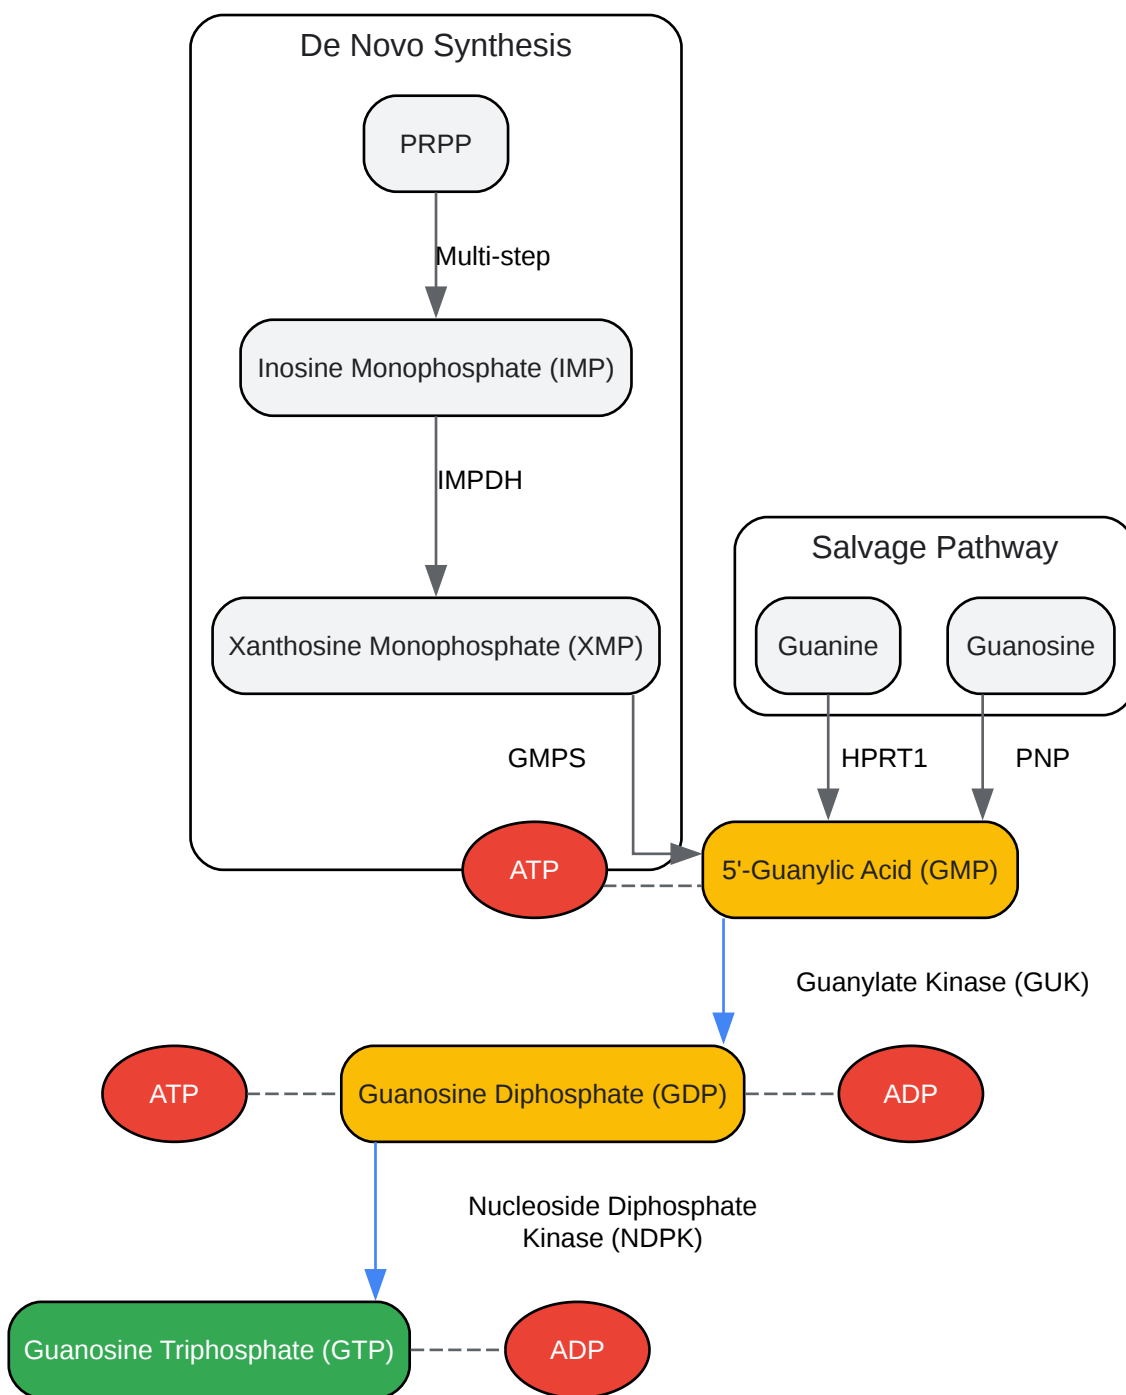 De Novo Synthesis
PRPP
Multi-step
Inosine Monophosphate (IMP)
IMPDH
Salvage Pathway
Xanthosine Monophosphate (XMP)
Guanine
Guanosine
GMPS
HPRT1
PNP
ATP
5'-Guanylic Acid (GMP)
Guanylate Kinase (GUK)
ATP
Guanosine Diphosphate (GDP)
ADP
Nucleoside Diphosphate
Kinase (NDPK)
Guanosine Triphosphate (GTP)
ADP